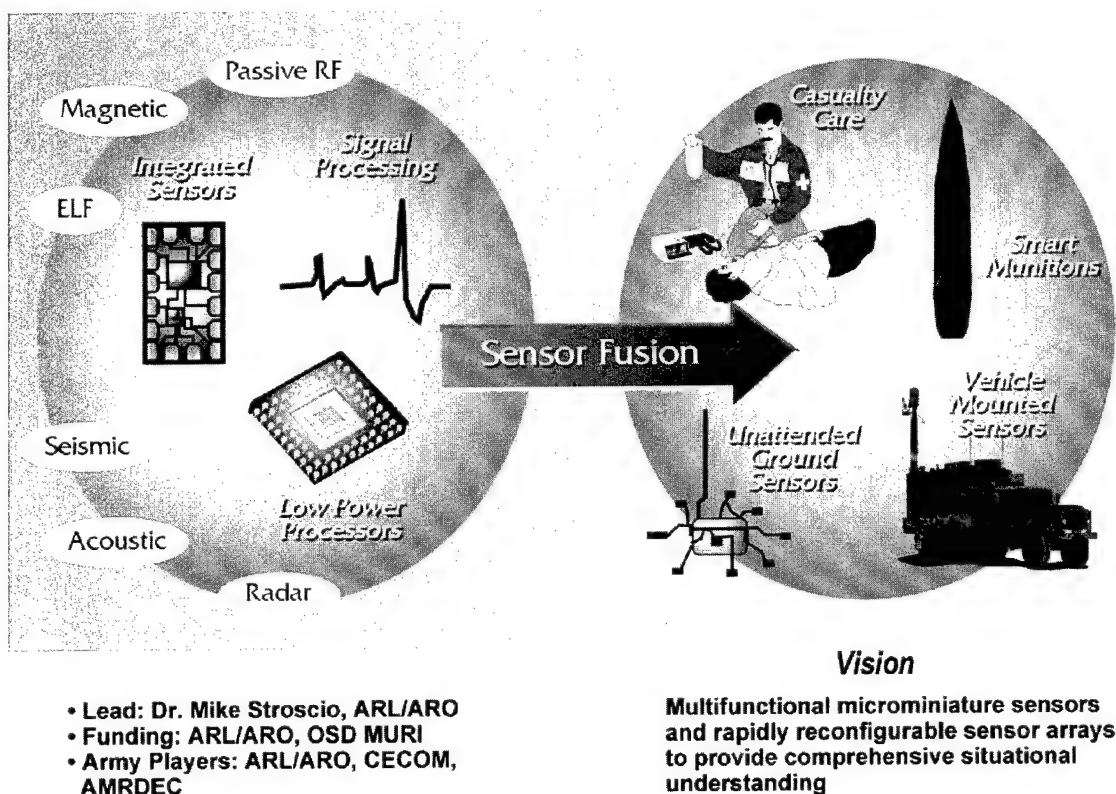 Passive RF
Magnetic
Integrated
Sensors
Signal
Processing
ELF
Seismic
Low Power
Processors
Acoustic
Radar
Sensor Fusion
Casualty
Care
Smart
Munitions
Unattended
Ground
Sensors
Vehicle
Mounted
Sensors
• Lead: Dr. Mike Stroscio, ARL/ARO
• Funding: ARL/ARO, OSD MURI
• Army Players: ARL/ARO, CECOM,
AMRDEC
Vision
Multifunctional microminiature sensors
and rapidly reconfigurable sensor arrays
to provide comprehensive situational
understanding